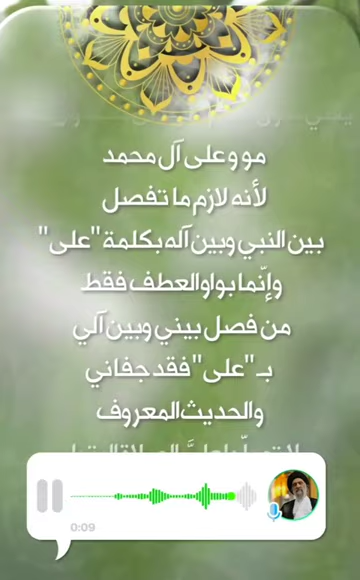 مو وعلى آل محمد
لأنه لازم ما تفصل
بين النبي وبين آله بكلمة "على"
وإنّما بواو العطف فقط
من فصل بيني وبين آلي
بـ "على" فقد جفاني
والحديث المعروف
0:09